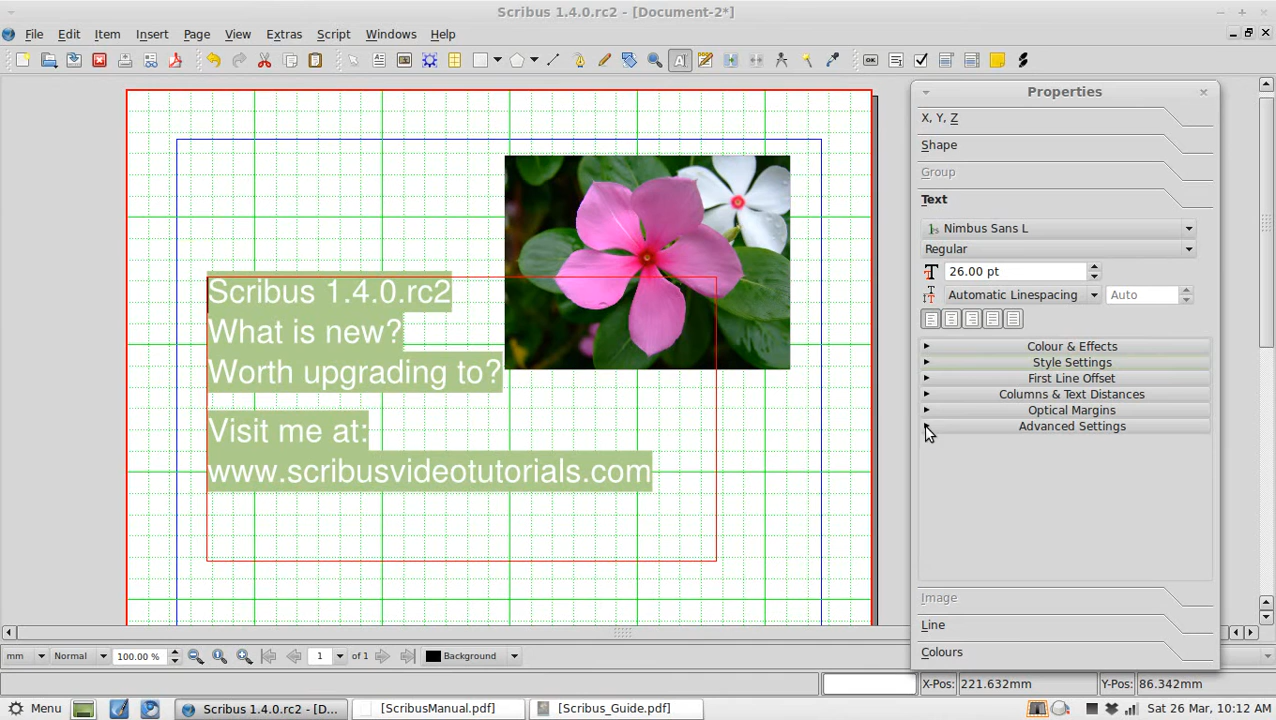 Scribus 1.4.0.rc2 - [Document-2*]
File Edit Item Insert Page View Extras Script Windows Help
Properties
X, Y, Z
Shape
Group
Text
Nimbus Sans L
Regular
26.00 pt
Automatic Linespacing Auto
Colour & Effects
Style Settings
First Line Offset
Columns & Text Distances
Optical Margins
Advanced Settings
Image
Line
Colours
Scribus 1.4.0.rc2
What is new?
Worth upgrading to?
Visit me at:
www.scribusvideotutorials.com
mm Normal 100.00 % 1 of 1 Background
X-Pos: 221.632mm Y-Pos: 86.342mm
Menu Scribus 1.4.0.rc2 - [D... [ScribusManual.pdf] [Scribus_Guide.pdf] Sat 26 Mar, 10:12 AM